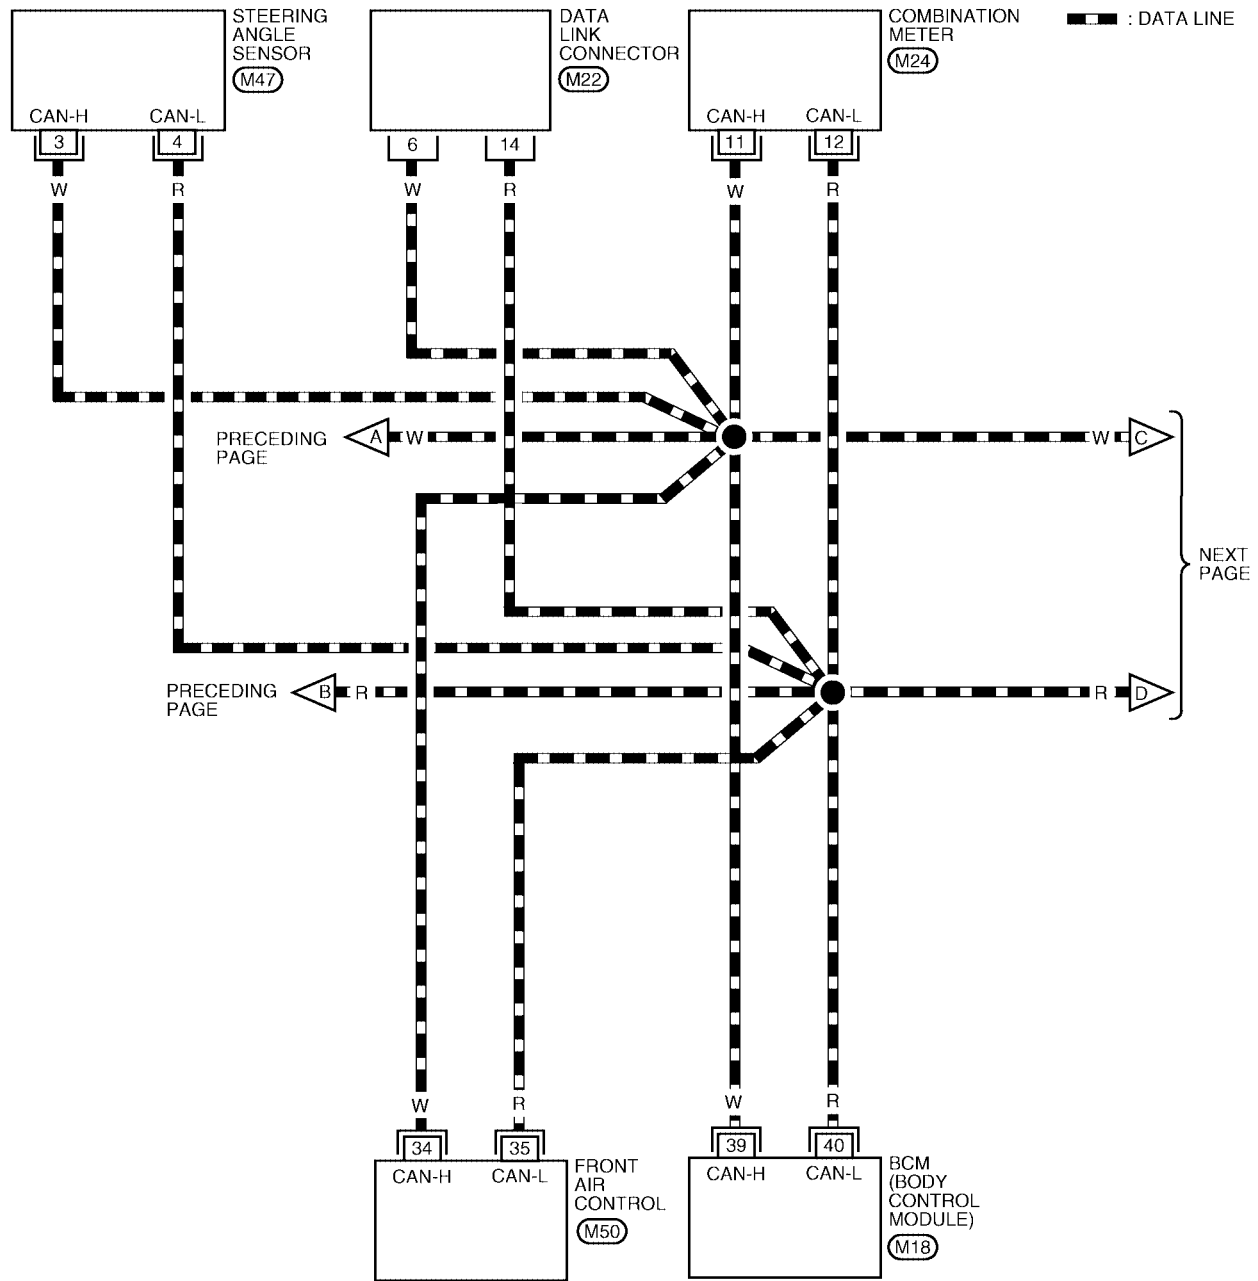 STEERING
ANGLE
SENSOR
M47
DATA
LINK
CONNECTOR
M22
COMBINATION
METER
M24
: DATA LINE
CAN-H
CAN-L
CAN-H
CAN-L
3
4
6
14
11
12
W
R
W
R
W
R
PRECEDING
PAGE
A
W
W
C
NEXT
PAGE
PRECEDING
PAGE
B
R
R
D
W
R
W
R
34
35
39
40
CAN-H
CAN-L
CAN-H
CAN-L
FRONT
AIR
CONTROL
M50
BCM
(BODY
CONTROL
MODULE)
M18